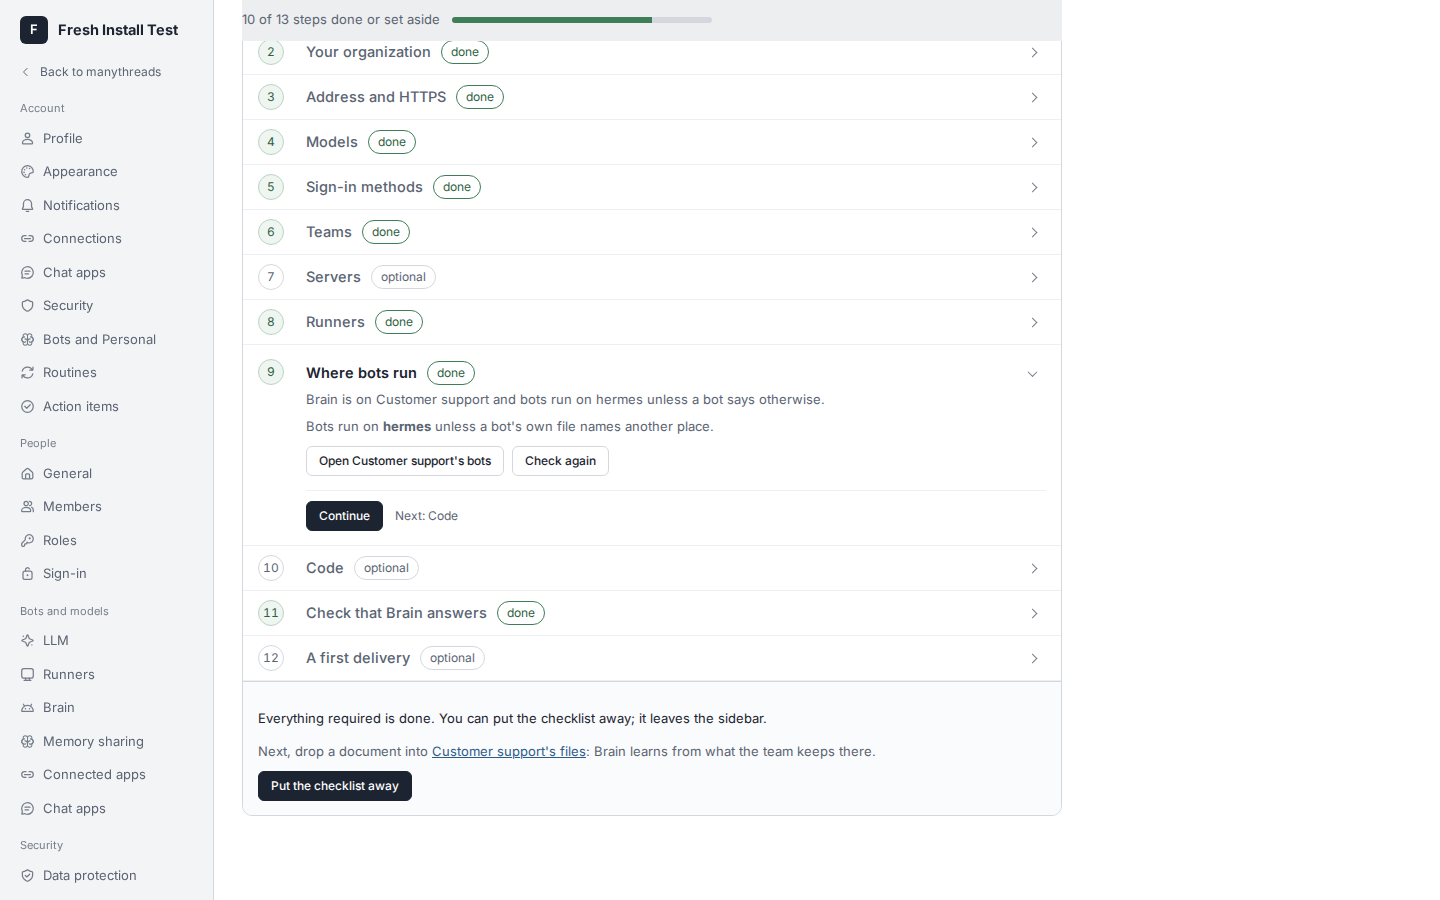 F Fresh Install Test
Back to manythreads
Account
Profile
Appearance
Notifications
Connections
Chat apps
Security
Bots and Personal
Routines
Action items
People
General
Members
Roles
Sign-in
Bots and models
LLM
Runners
Brain
Memory sharing
Connected apps
Chat apps
Security
Data protection
10 of 13 steps done or set aside
2 Your organization done
3 Address and HTTPS done
4 Models done
5 Sign-in methods done
6 Teams done
7 Servers optional
8 Runners done
9 Where bots run done
Brain is on Customer support and bots run on hermes unless a bot says otherwise.
Bots run on hermes unless a bot's own file names another place.
Open Customer support's bots Check again
Continue Next: Code
10 Code optional
11 Check that Brain answers done
12 A first delivery optional
Everything required is done. You can put the checklist away; it leaves the sidebar.
Next, drop a document into Customer support's files: Brain learns from what the team keeps there.
Put the checklist away